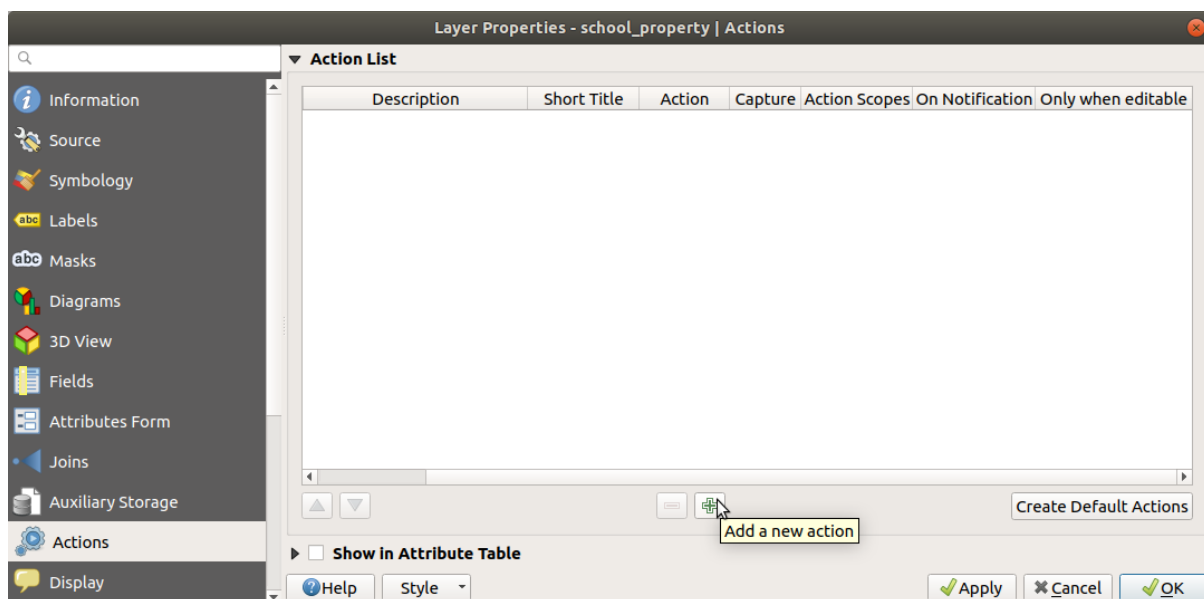 Layer Properties - school_property | Actions
Action List
Information
Source
Symbology
abc Labels
abc Masks
Diagrams
3D View
Fields
Attributes Form
Joins
Auxiliary Storage
Actions
Display
Description Short Title Action Capture Action Scopes On Notification Only when editable
Create Default Actions
Add a new action
Show in Attribute Table
Help Style Apply Cancel OK